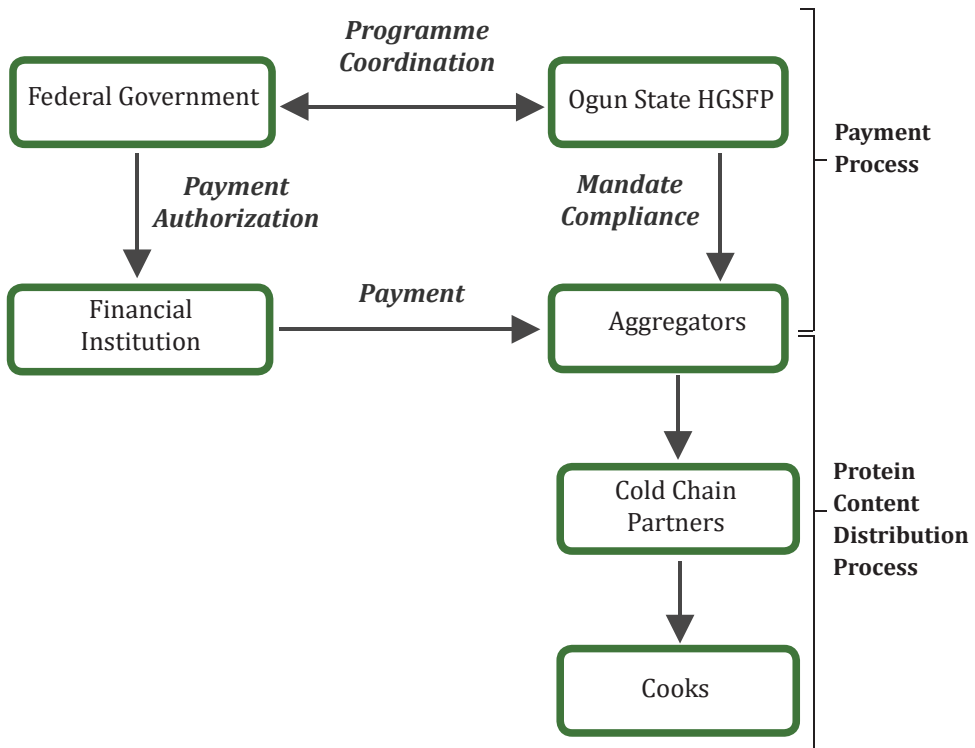 Programme
Coordination
Federal Government
Ogun State HGSFP
Payment
Process
Payment
Authorization
Mandate
Compliance
Financial
Institution
Payment
Aggregators
Cold Chain
Partners
Protein
Content
Distribution
Process
Cooks